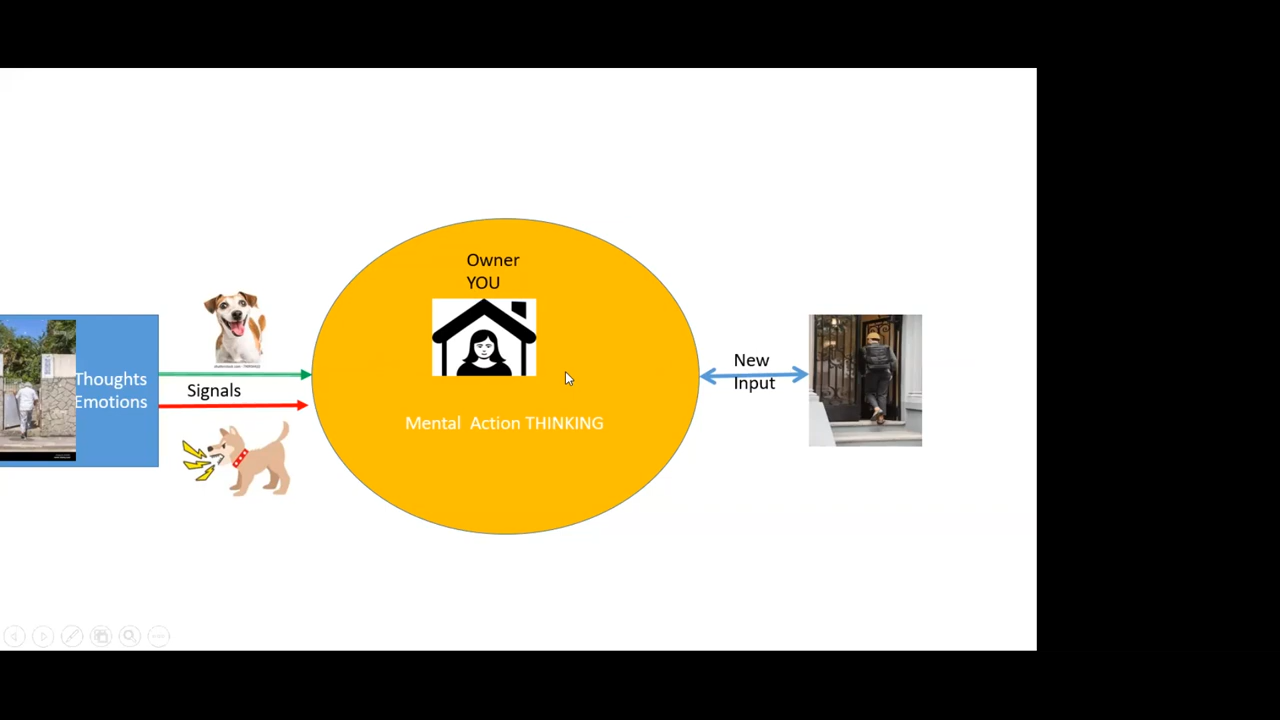 Owner
YOU
Thoughts
Emotions
Signals
Mental  Action THINKING
New
Input